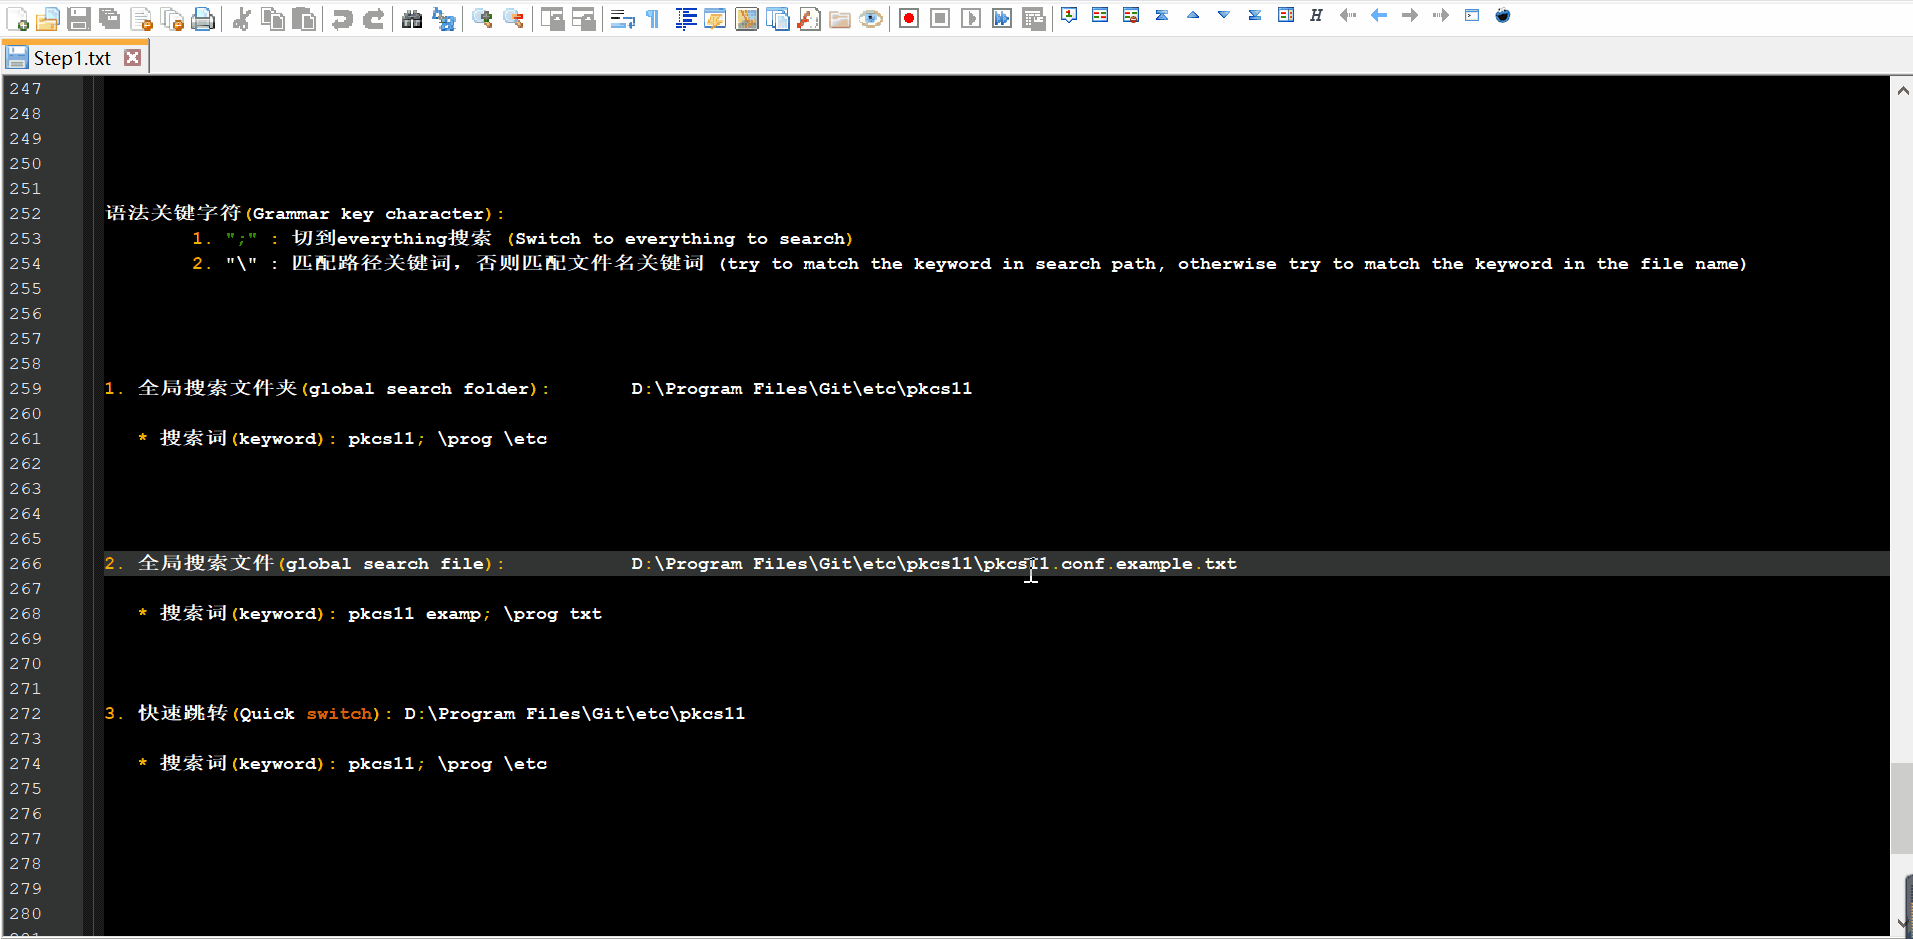 Step1.txt
247
248
249
250
251
252 语法关键字符(Grammar key character):
253 1. ";" : 切到everything搜索 (Switch to everything to search)
254 2. "\" : 匹配路径关键词，否则匹配文件名关键词 (try to match the keyword in search path, otherwise try to match the keyword in the file name)
255
256
257
258
259 1. 全局搜索文件夹(global search folder): D:\Program Files\Git\etc\pkcs11
260
261 * 搜索词(keyword): pkcs11; \prog \etc
262
263
264
265
266 2. 全局搜索文件(global search file): D:\Program Files\Git\etc\pkcs11\pkcs11.conf.example.txt
267
268 * 搜索词(keyword): pkcs11 examp; \prog txt
269
270
271
272 3. 快速跳转(Quick switch): D:\Program Files\Git\etc\pkcs11
273
274 * 搜索词(keyword): pkcs11; \prog \etc
275
276
277
278
279
280